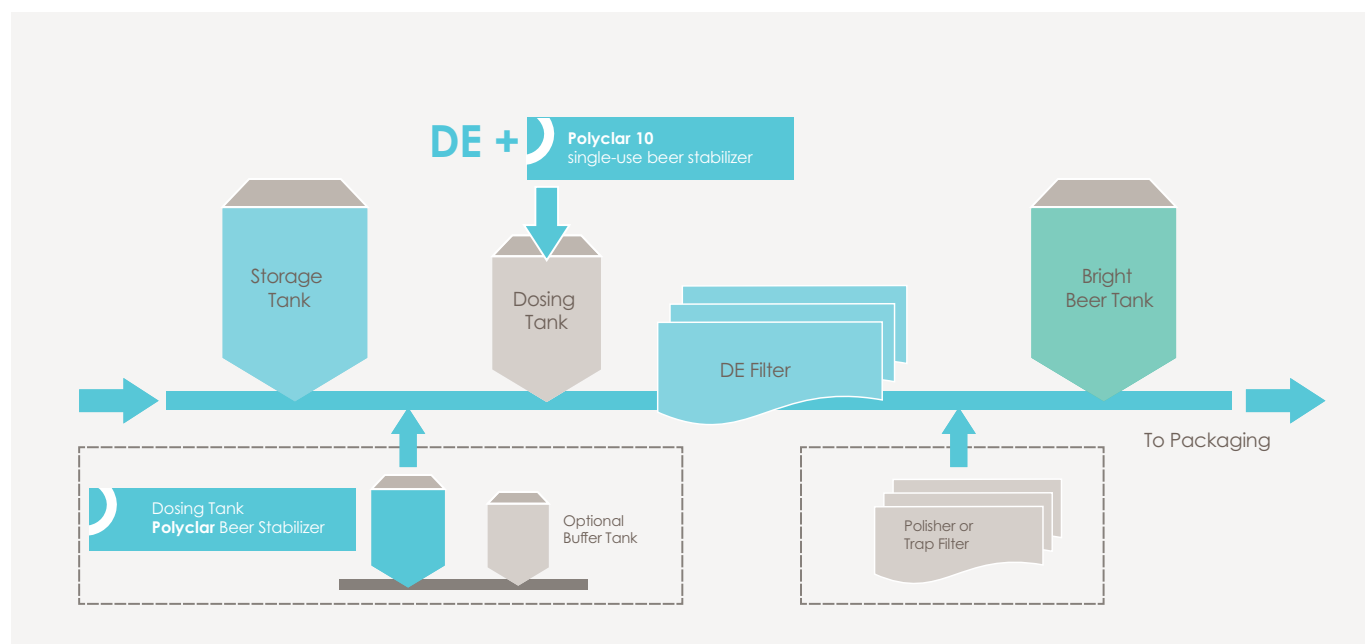 DE +
Polyclar 10
single-use beer stabilizer
Storage
Tank
Dosing
Tank
DE Filter
Bright
Beer Tank
To Packaging
Dosing Tank
Polyclar Beer Stabilizer
Optional
Buffer Tank
Polisher or
Trap Filter